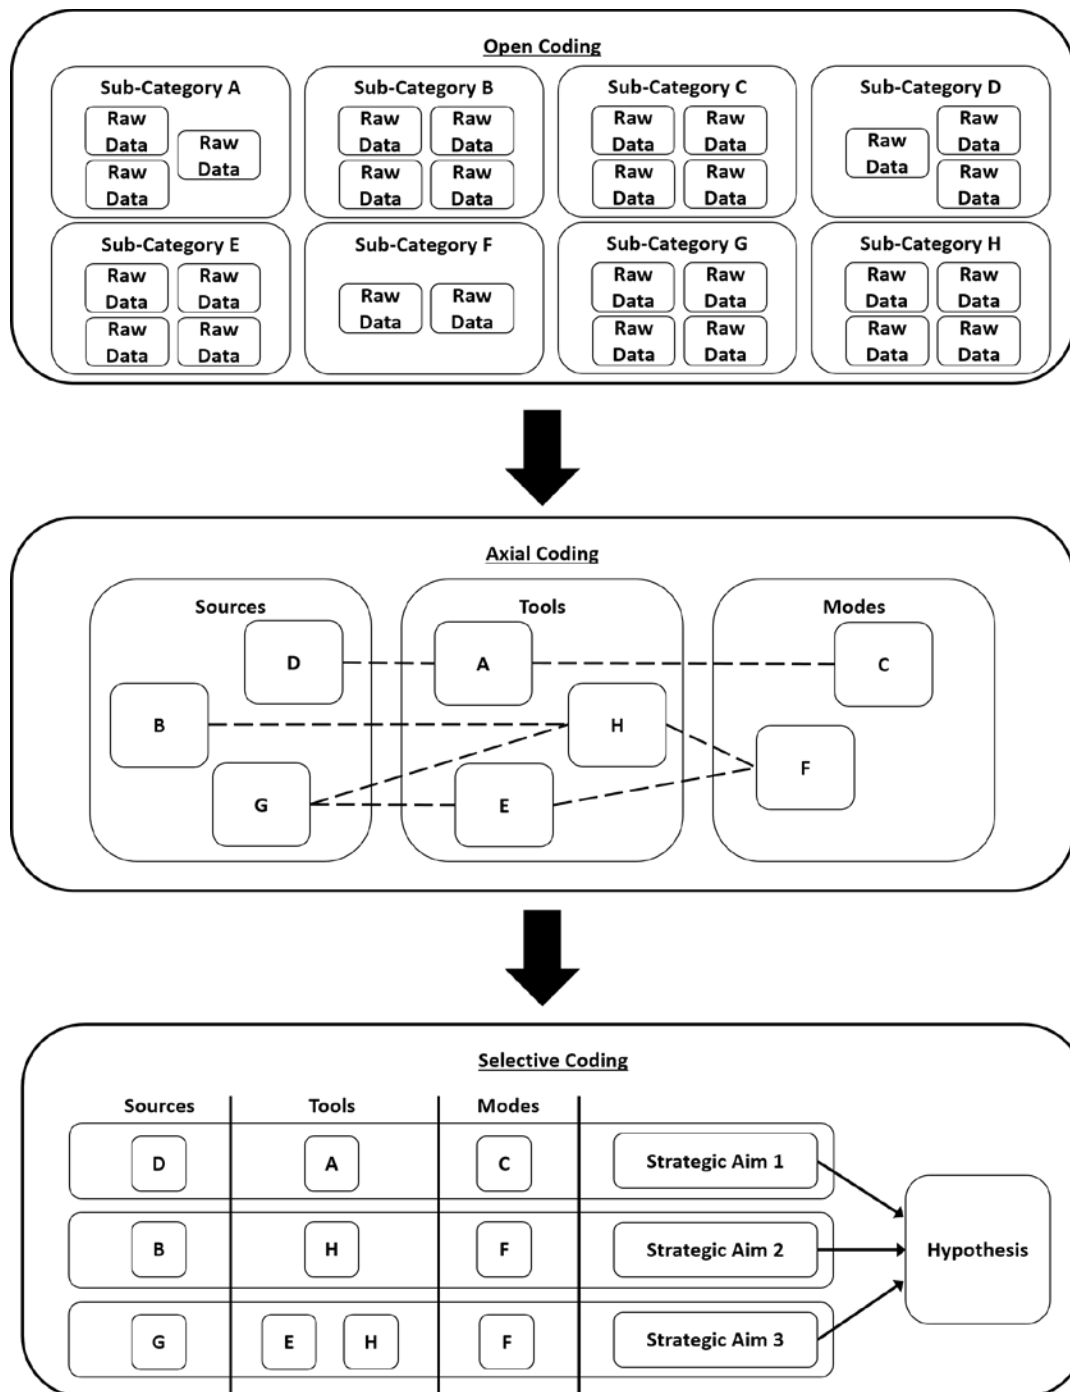 Open Coding
Sub-Category A
Raw
Data
Raw
Data
Raw
Data
Sub-Category B
Raw
Data
Raw
Data
Raw
Data
Raw
Data
Sub-Category C
Raw
Data
Raw
Data
Raw
Data
Raw
Data
Sub-Category D
Raw
Data
Raw
Data
Raw
Data
Sub-Category E
Raw
Data
Raw
Data
Raw
Data
Raw
Data
Sub-Category F
Raw
Data
Raw
Data
Sub-Category G
Raw
Data
Raw
Data
Raw
Data
Raw
Data
Sub-Category H
Raw
Data
Raw
Data
Raw
Data
Raw
Data
Axial Coding
Sources
D
B
G
Tools
A
H
E
Modes
C
F
Selective Coding
Sources Tools Modes
D A C Strategic Aim 1
B H F Strategic Aim 2
G E H F Strategic Aim 3
Hypothesis